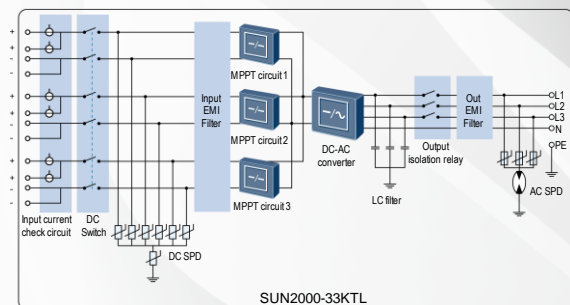 +
+
-
-
+
+
-
-
+
+
-
-
Input current
check circuit
DC
Switch
DC SPD
Input
EMI
Filter
MPPT circuit 1
MPPT circuit 2
MPPT circuit 3
DC-AC
converter
LC filter
Output
isolation relay
Out
EMI
Filter
L1
L2
L3
N
PE
AC SPD
SUN2000-33KTL